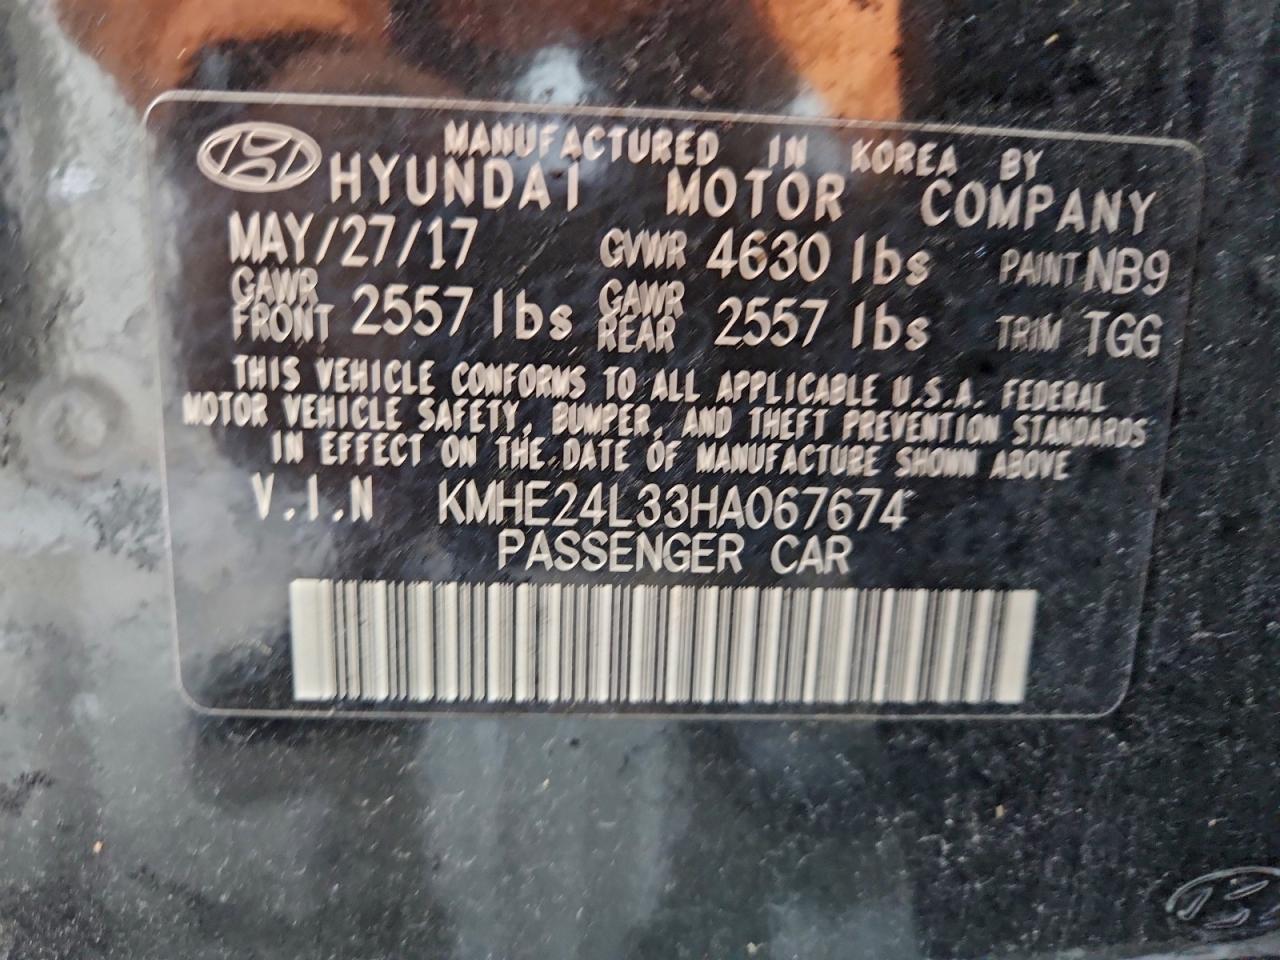 MANUFACTURED IN KOREA BY
HYUNDAI MOTOR COMPANY
MAY/27/17 GVWR 4630 lbs PAINT NB9
GAWR FRONT 2557 lbs GAWR REAR 2557 lbs TRIM TGG
THIS VEHICLE CONFORMS TO ALL APPLICABLE U.S.A. FEDERAL
MOTOR VEHICLE SAFETY, BUMPER, AND THEFT PREVENTION STANDARDS
IN EFFECT ON THE DATE OF MANUFACTURE SHOWN ABOVE
V.I.N KMHE24L33HA067674
PASSENGER CAR